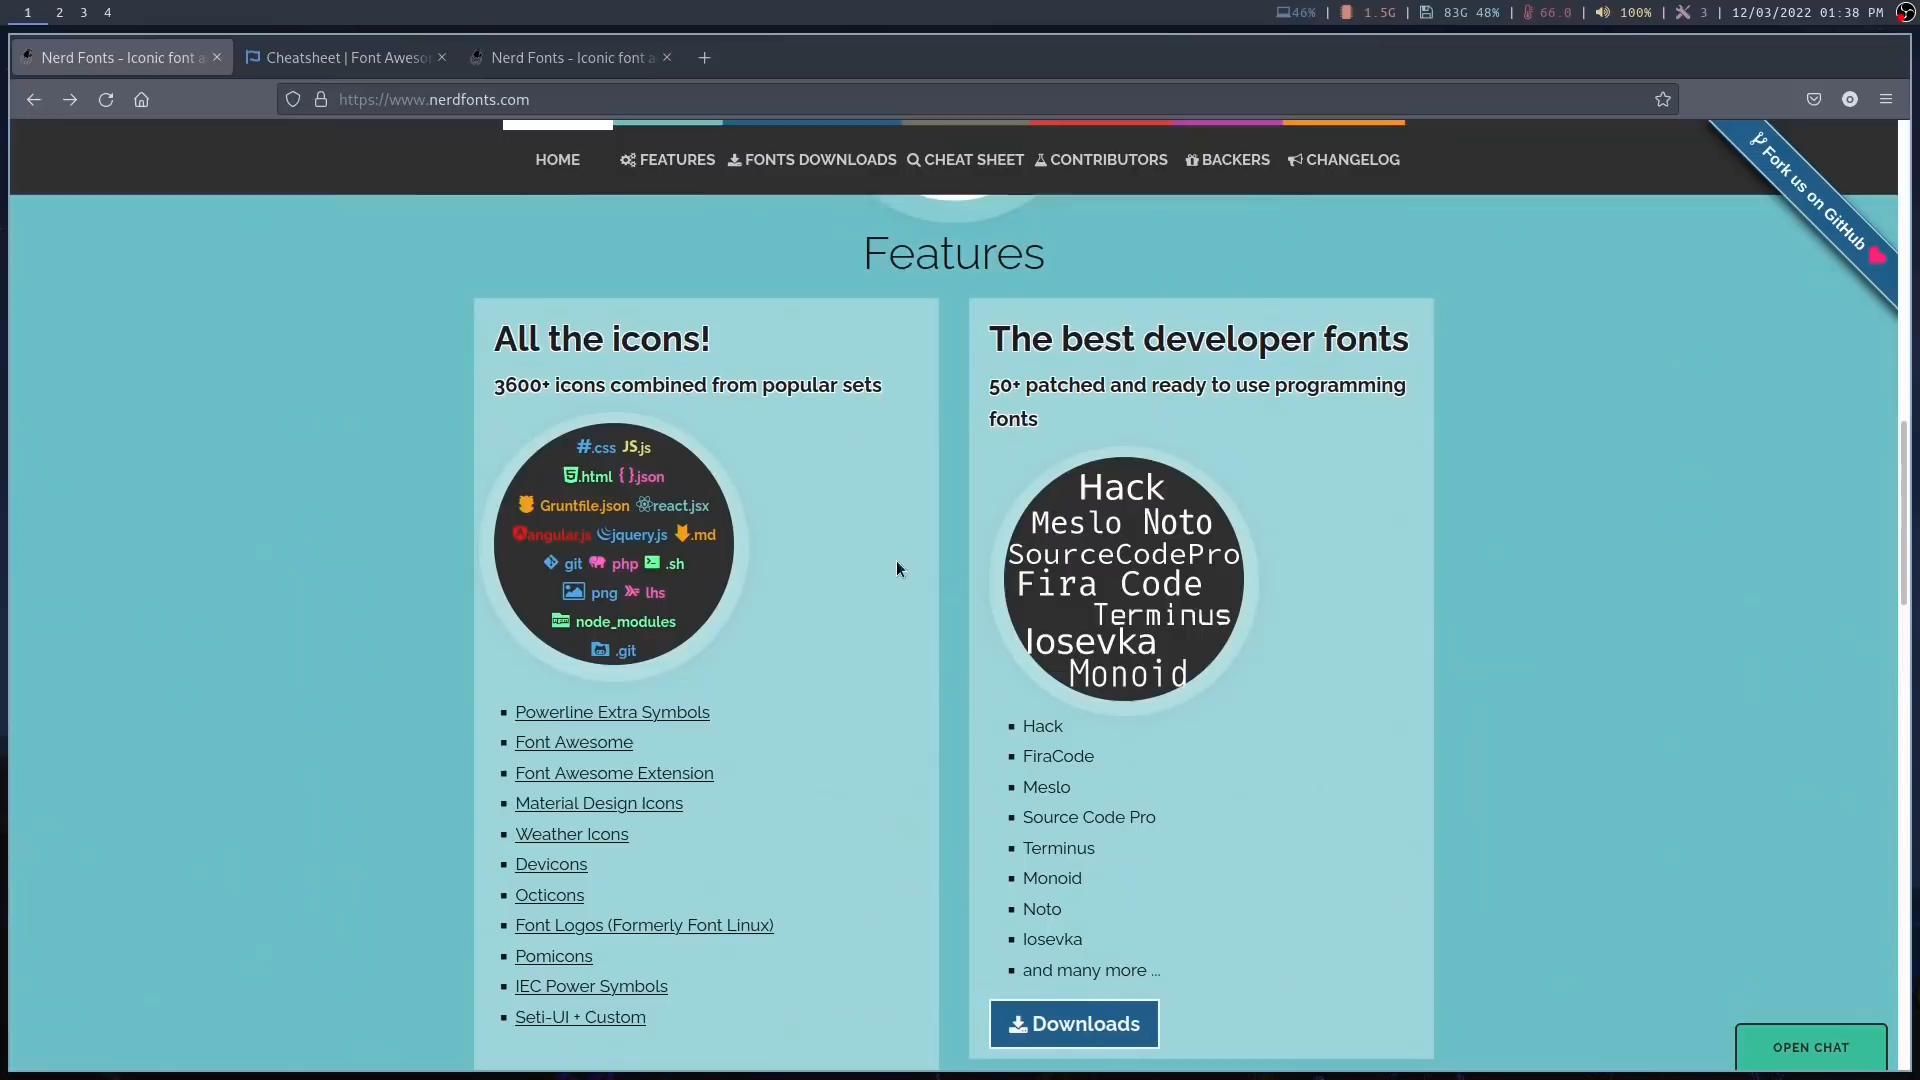 1 2 3 4
46% | 1.5G | 83G 48% | 66.0 | 100% | 3 | 12/03/2022 01:38 PM
Nerd Fonts - Iconic font a
Cheatsheet | Font Aweso
Nerd Fonts - Iconic font a
https://www.nerdfonts.com
HOME FEATURES FONTS DOWNLOADS CHEAT SHEET CONTRIBUTORS BACKERS CHANGELOG
Fork us on GitHub
Features
All the icons!
3600+ icons combined from popular sets
#.css JS.js
.html { }.json
Gruntfile.json react.jsx
angular.js jquery.js .md
git php .sh
png lhs
node_modules
.git
Powerline Extra Symbols
Font Awesome
Font Awesome Extension
Material Design Icons
Weather Icons
Devicons
Octicons
Font Logos (Formerly Font Linux)
Pomicons
IEC Power Symbols
Seti-UI + Custom
The best developer fonts
50+ patched and ready to use programming
fonts
Hack
Meslo Noto
SourceCodePro
Fira Code
Terminus
Iosevka
Monoid
Hack
FiraCode
Meslo
Source Code Pro
Terminus
Monoid
Noto
Iosevka
and many more ...
Downloads
OPEN CHAT